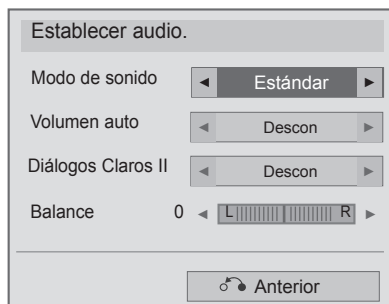 Establecer audio.
Modo de sonido ◄ Estándar ►
Volumen auto ◄ Descon ►
Diálogos Claros II ◄ Descon ►
Balance 0 ◄ L R ►
Anterior